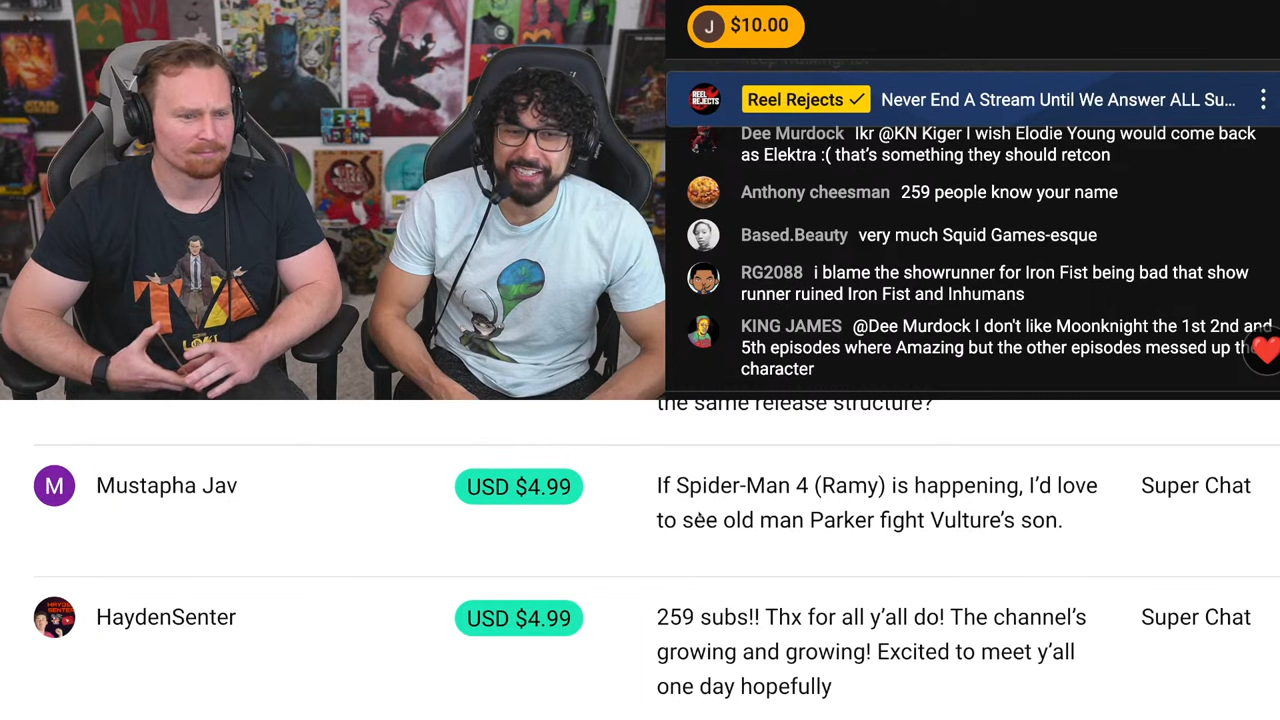 J $10.00
Reel Rejects Never End A Stream Until We Answer ALL Su...
REEL
REJECTS
Dee Murdock Ikr @KN Kiger I wish Elodie Young would come back
as Elektra :( that's something they should retcon
Anthony cheesman 259 people know your name
Based.Beauty very much Squid Games-esque
RG2088 i blame the showrunner for Iron Fist being bad that show
runner ruined Iron Fist and Inhumans
KING JAMES @Dee Murdock I don't like Moonknight the 1st 2nd and
5th episodes where Amazing but the other episodes messed up the
character
TVA
LOKI
the same release structure?
M Mustapha Jav USD $4.99 If Spider-Man 4 (Ramy) is happening, I'd love Super Chat
to see old man Parker fight Vulture's son.
HaydenSenter USD $4.99 259 subs!! Thx for all y'all do! The channel's Super Chat
growing and growing! Excited to meet y'all
one day hopefully